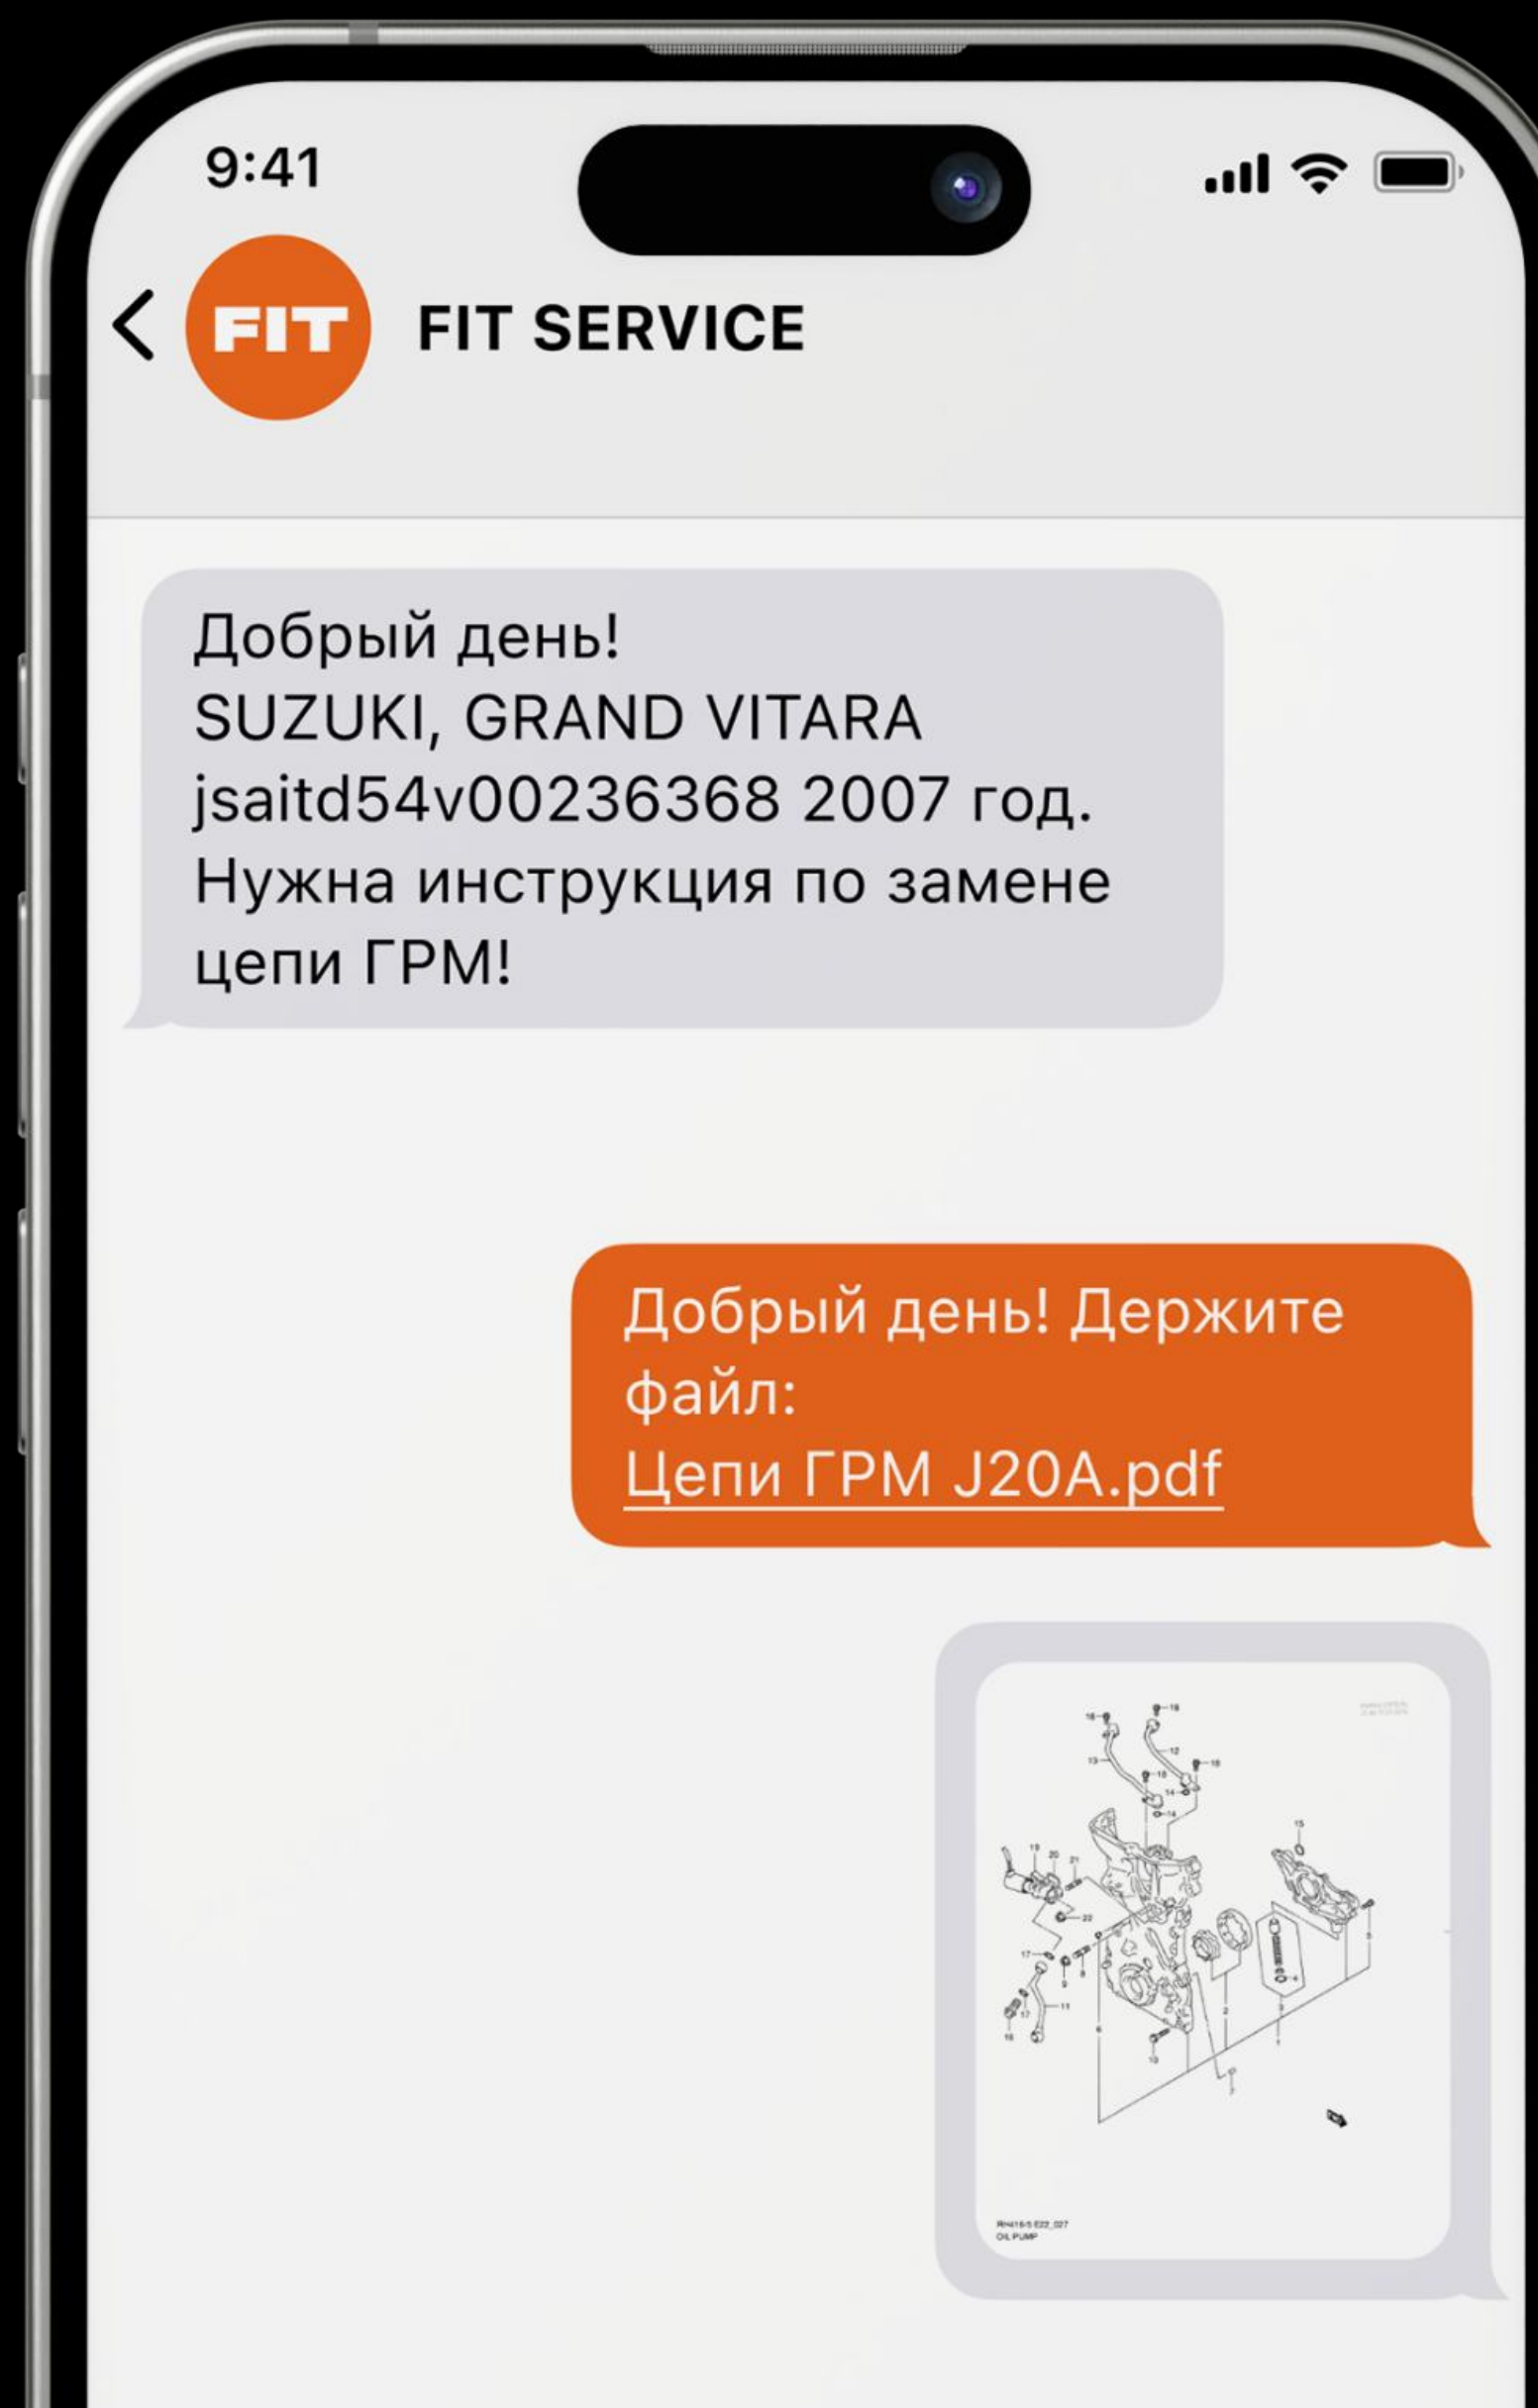 9:41
FIT
FIT SERVICE
Добрый день!
SUZUKI, GRAND VITARA
jsaitd54v00236368 2007 год.
Нужна инструкция по замене
цепи ГРМ!
Добрый день! Держите
файл:
Цепи ГРМ J20A.pdf
OIL PUMP